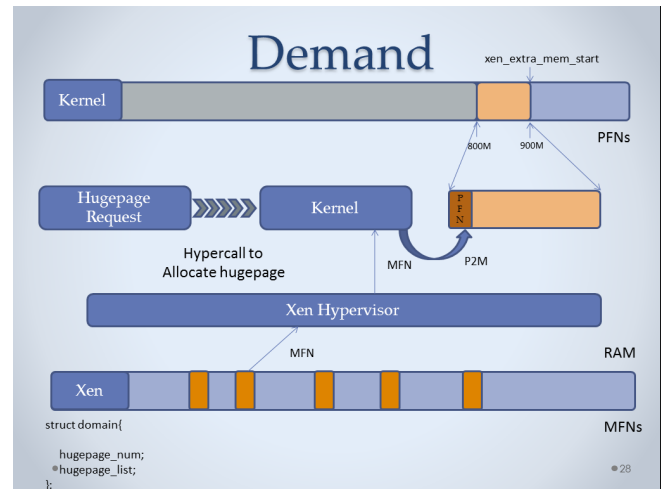 Demand
xen_extra_mem_start
Kernel
PFNs
800M
900M
Hugepage
Request
Kernel
P
F
N
Hypercall to
Allocate hugepage
MFN
P2M
Xen Hypervisor
MFN
RAM
Xen
MFNs
struct domain{
hugepage_num;
hugepage_list;
};
28